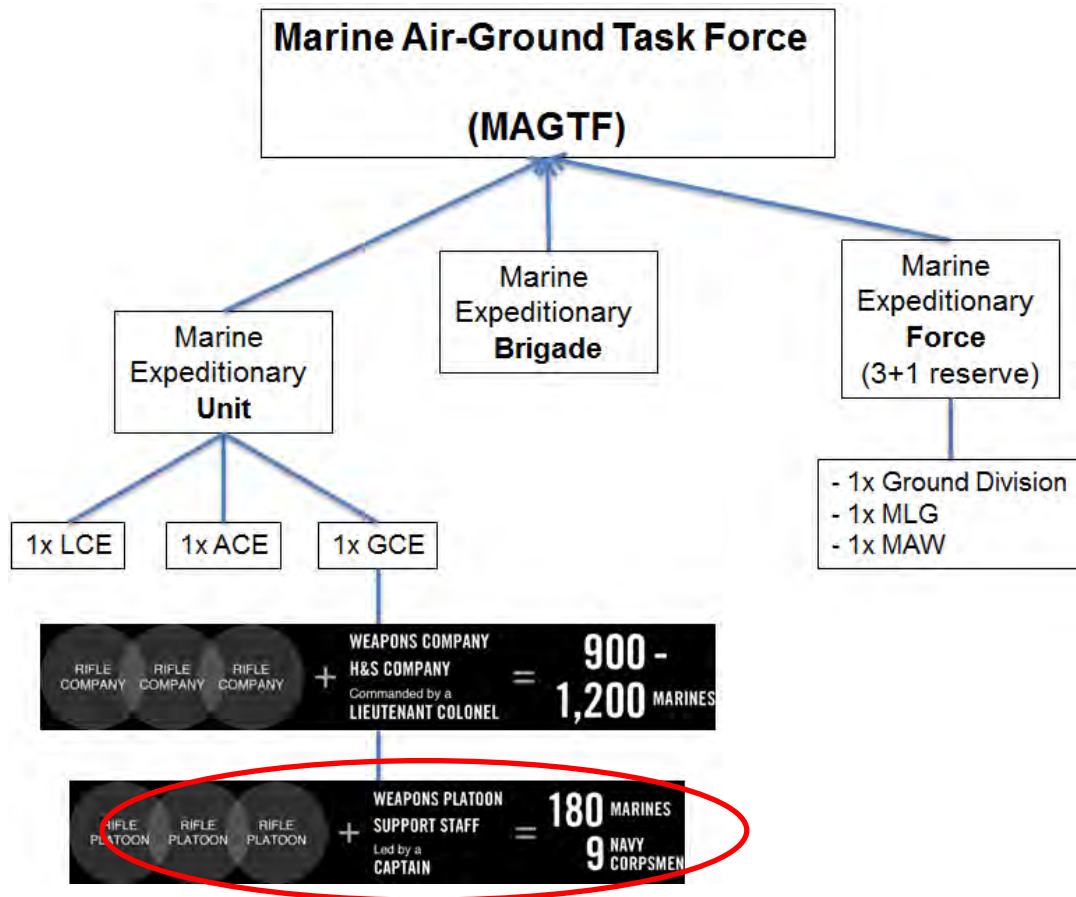 Marine Air-Ground Task Force
(MAGTF)
Marine
Expeditionary
Unit
Marine
Expeditionary
Brigade
Marine
Expeditionary
Force
(3+1 reserve)
- 1x Ground Division
- 1x MLG
- 1x MAW
1x LCE
1x ACE
1x GCE
RIFLE
COMPANY
RIFLE
COMPANY
RIFLE
COMPANY
+
WEAPONS COMPANY
H&S COMPANY
Commanded by a
LIEUTENANT COLONEL
=
900 -
1,200 MARINES
RIFLE
PLATOON
RIFLE
PLATOON
RIFLE
PLATOON
+
WEAPONS PLATOON
SUPPORT STAFF
Led by a
CAPTAIN
=
180 MARINES
9 NAVY
CORPSMEN